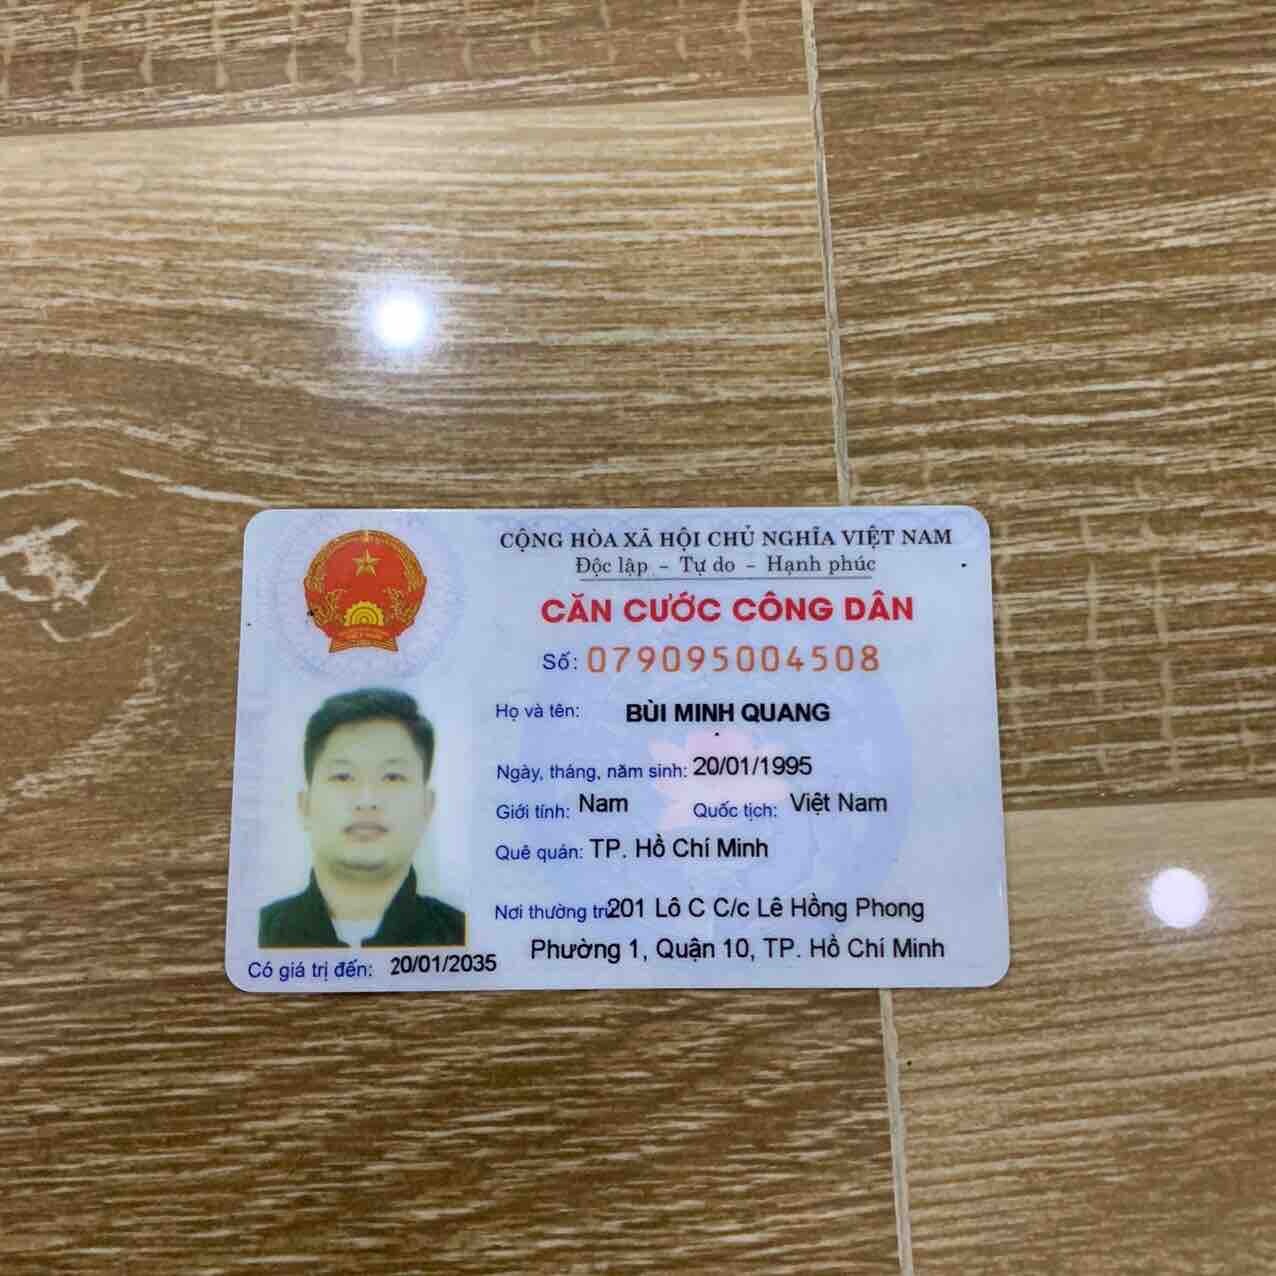 CỘNG HÒA XÃ HỘI CHỦ NGHĨA VIỆT NAM
Độc lập - Tự do - Hạnh phúc
CĂN CƯỚC CÔNG DÂN
Số: 079095004508
Họ và tên: BÙI MINH QUANG
Ngày, tháng, năm sinh: 20/01/1995
Giới tính: Nam Quốc tịch: Việt Nam
Quê quán: TP. Hồ Chí Minh
Nơi thường trú: 201 Lô C C/c Lê Hồng Phong
Phường 1, Quận 10, TP. Hồ Chí Minh
Có giá trị đến: 20/01/2035